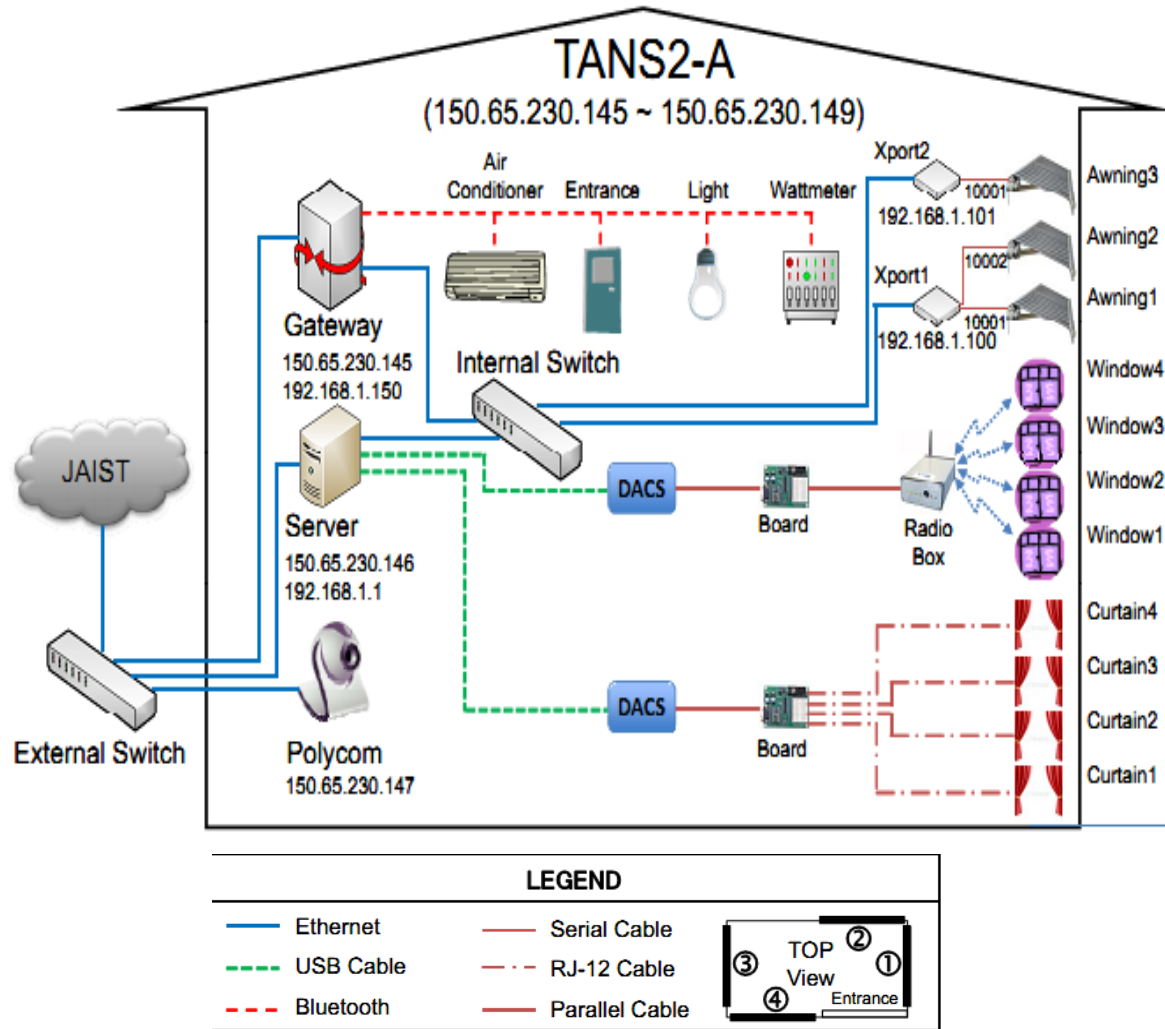 TANS2-A
(150.65.230.145 ~ 150.65.230.149)
Air
Conditioner
Entrance
Light
Wattmeter
Xport2
10001
192.168.1.101
Awning3
Awning2
10002
Xport1
10001
192.168.1.100
Awning1
Gateway
150.65.230.145
192.168.1.150
Internal Switch
Window4
Window3
Window2
Window1
JAIST
Server
150.65.230.146
192.168.1.1
DACS
Board
Radio
Box
External Switch
Polycom
150.65.230.147
DACS
Board
Curtain4
Curtain3
Curtain2
Curtain1
LEGEND
Ethernet
USB Cable
Bluetooth
Serial Cable
RJ-12 Cable
Parallel Cable
②
TOP
View
③
①
④
Entrance